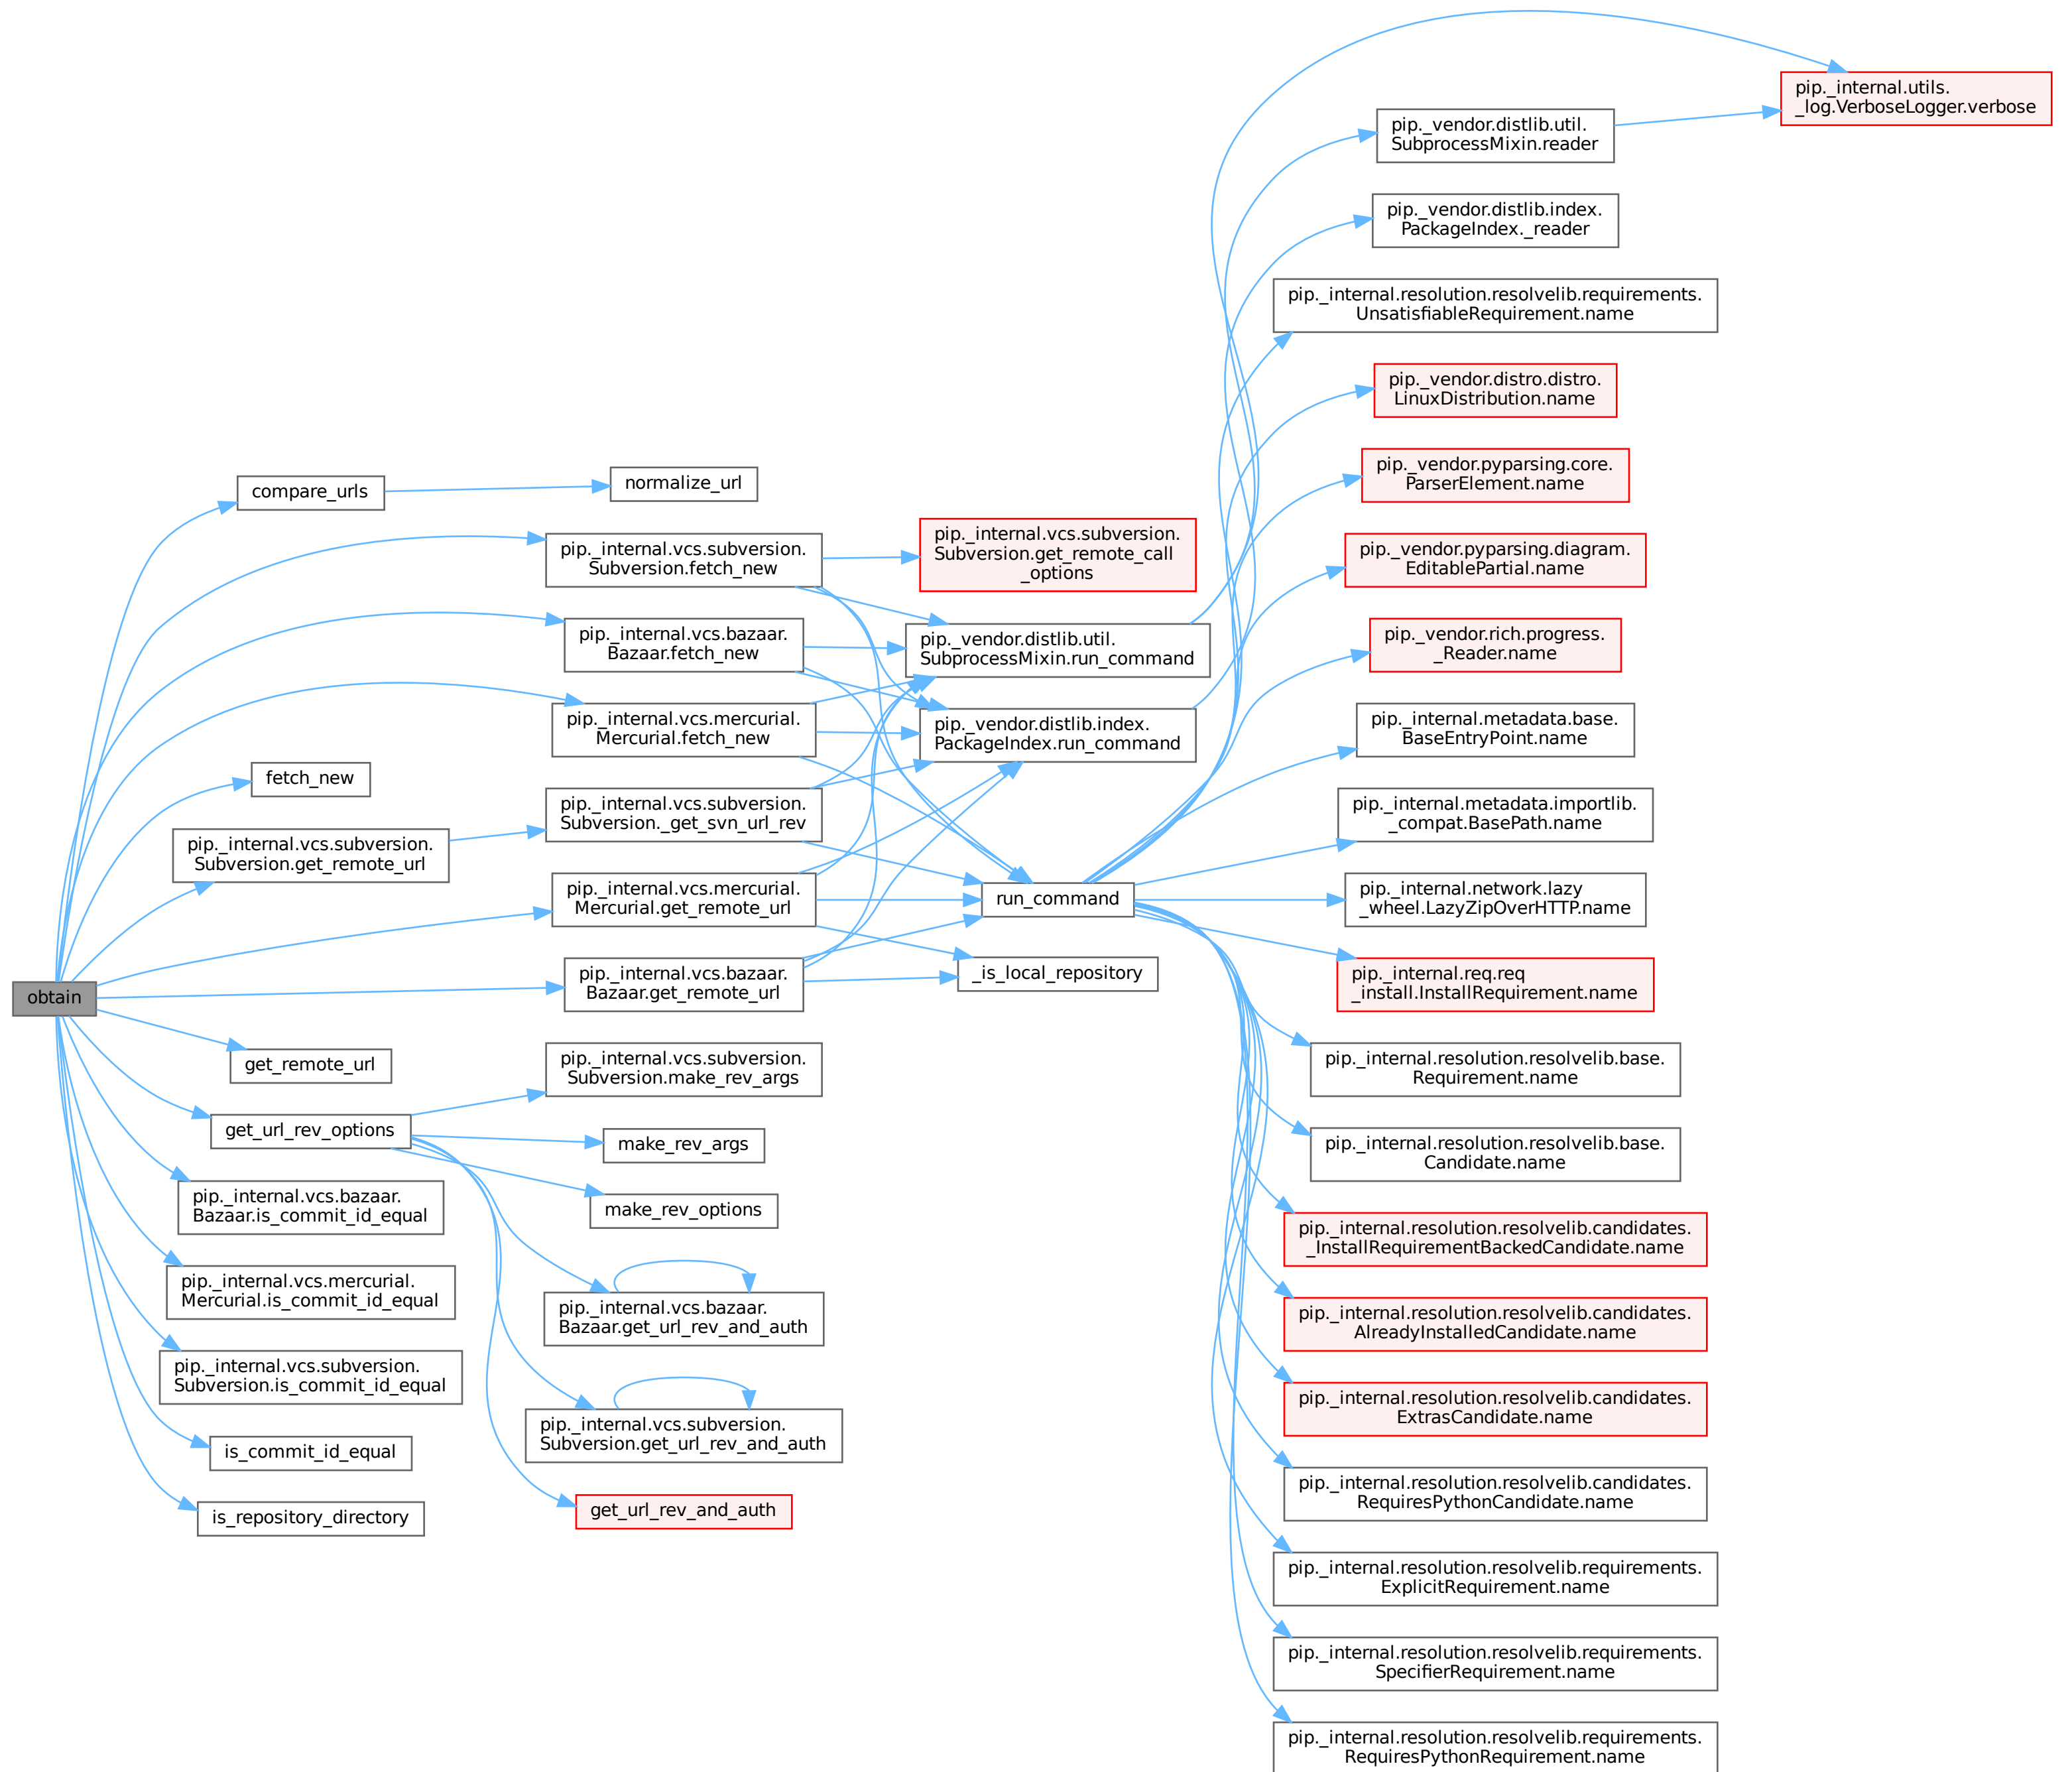 obtain
compare_urls
fetch_new
pip._internal.vcs.subversion.
Subversion.get_remote_url
get_remote_url
get_url_rev_options
pip._internal.vcs.bazaar.
Bazaar.is_commit_id_equal
pip._internal.vcs.mercurial.
Mercurial.is_commit_id_equal
pip._internal.vcs.subversion.
Subversion.is_commit_id_equal
is_commit_id_equal
is_repository_directory
normalize_url
pip._internal.vcs.subversion.
Subversion.fetch_new
pip._internal.vcs.bazaar.
Bazaar.fetch_new
pip._internal.vcs.mercurial.
Mercurial.fetch_new
pip._internal.vcs.subversion.
Subversion._get_svn_url_rev
pip._internal.vcs.mercurial.
Mercurial.get_remote_url
pip._internal.vcs.bazaar.
Bazaar.get_remote_url
pip._internal.vcs.subversion.
Subversion.make_rev_args
make_rev_args
make_rev_options
pip._internal.vcs.bazaar.
Bazaar.get_url_rev_and_auth
pip._internal.vcs.subversion.
Subversion.get_url_rev_and_auth
get_url_rev_and_auth
pip._internal.vcs.subversion.
Subversion.get_remote_call
_options
pip._vendor.distlib.util.
SubprocessMixin.run_command
pip._vendor.distlib.index.
PackageIndex.run_command
run_command
_is_local_repository
pip._vendor.distlib.util.
SubprocessMixin.reader
pip._vendor.distlib.index.
PackageIndex._reader
pip._internal.resolution.resolvelib.requirements.
UnsatisfiableRequirement.name
pip._vendor.distro.distro.
LinuxDistribution.name
pip._vendor.pyparsing.core.
ParserElement.name
pip._vendor.pyparsing.diagram.
EditablePartial.name
pip._vendor.rich.progress.
_Reader.name
pip._internal.metadata.base.
BaseEntryPoint.name
pip._internal.metadata.importlib.
_compat.BasePath.name
pip._internal.network.lazy
_wheel.LazyZipOverHTTP.name
pip._internal.req.req
_install.InstallRequirement.name
pip._internal.resolution.resolvelib.base.
Requirement.name
pip._internal.resolution.resolvelib.base.
Candidate.name
pip._internal.resolution.resolvelib.candidates.
_InstallRequirementBackedCandidate.name
pip._internal.resolution.resolvelib.candidates.
AlreadyInstalledCandidate.name
pip._internal.resolution.resolvelib.candidates.
ExtrasCandidate.name
pip._internal.resolution.resolvelib.candidates.
RequiresPythonCandidate.name
pip._internal.resolution.resolvelib.requirements.
ExplicitRequirement.name
pip._internal.resolution.resolvelib.requirements.
SpecifierRequirement.name
pip._internal.resolution.resolvelib.requirements.
RequiresPythonRequirement.name
pip._internal.utils.
_log.VerboseLogger.verbose